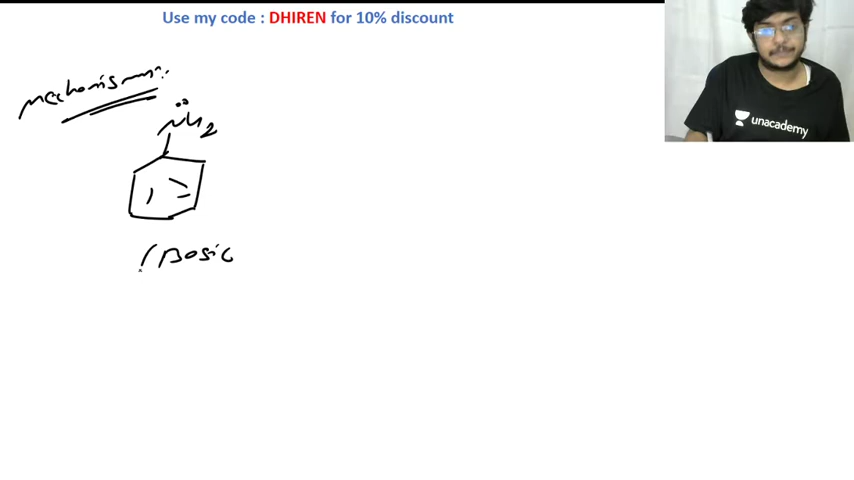 Use my code : DHIREN for 10% discount
Mechanism :
NH2
(Basic
unacademy